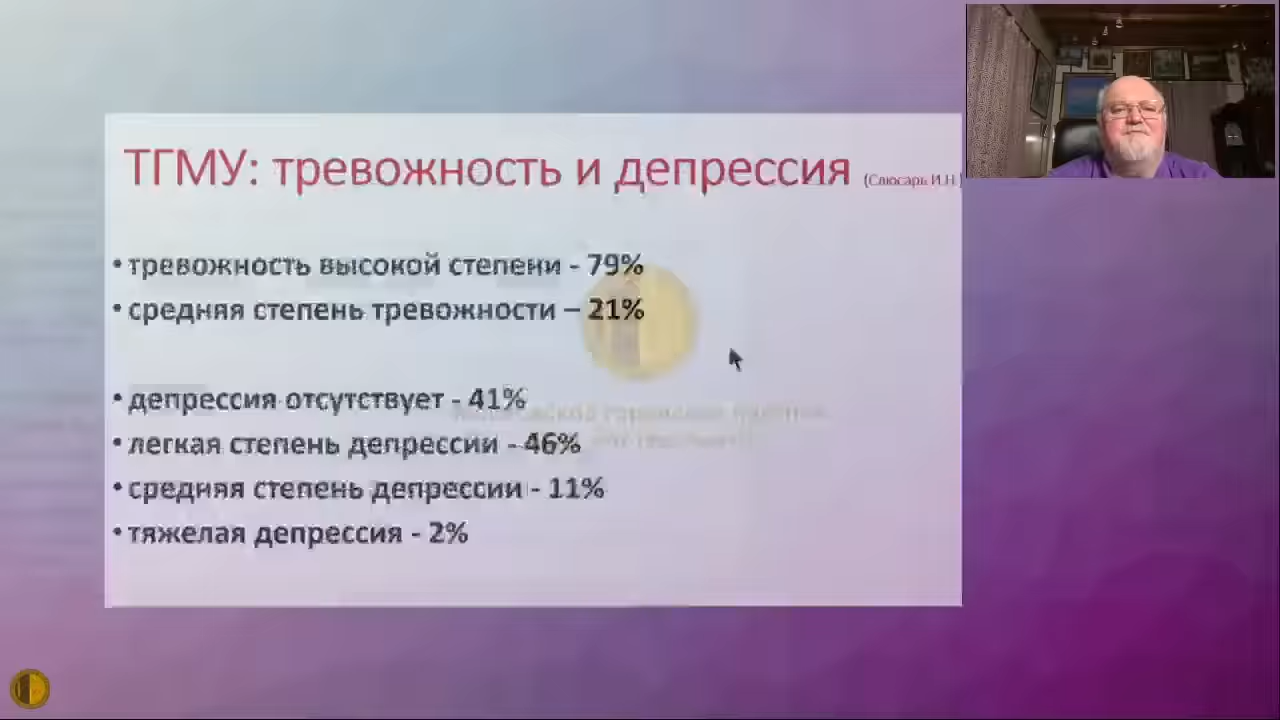 ТГМУ: тревожность и депрессия (Слюсарь И.Н.)
• тревожность высокой степени - 79%
• средняя степень тревожности – 21%
• депрессия отсутствует - 41%
• легкая степень депрессии - 46%
• средняя степень депрессии - 11%
• тяжелая депрессия - 2%